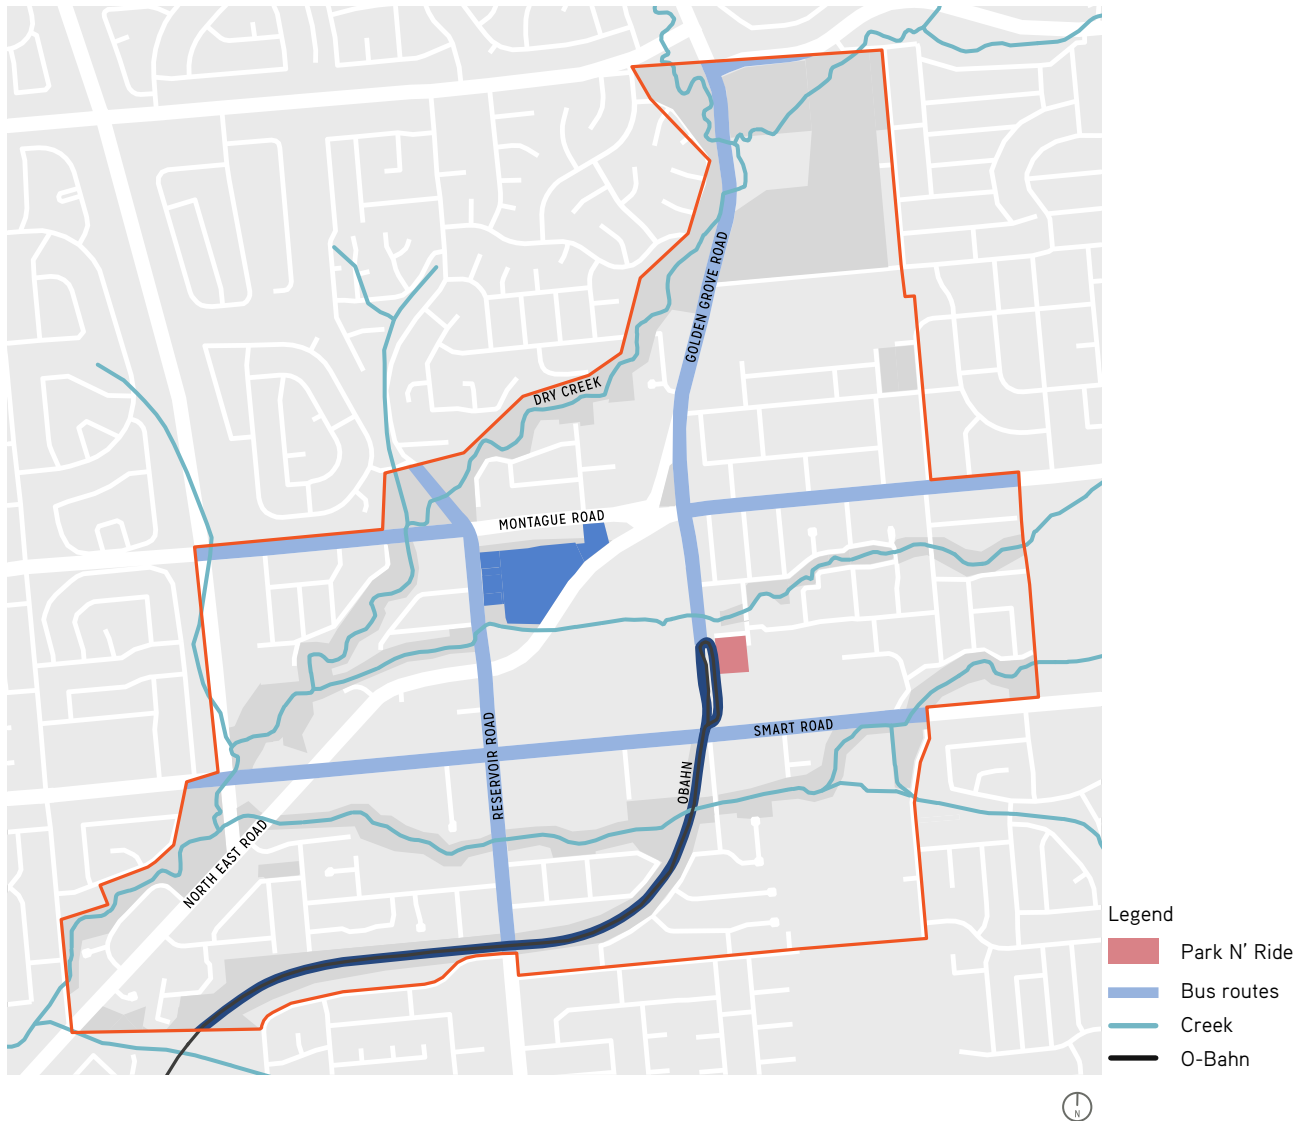 GOLDEN GROVE ROAD
DRY CREEK
MONTAGUE ROAD
SMART ROAD
RESERVOIR ROAD
OBAHN
NORTH EAST ROAD
Legend
Park N' Ride
Bus routes
Creek
O-Bahn
N